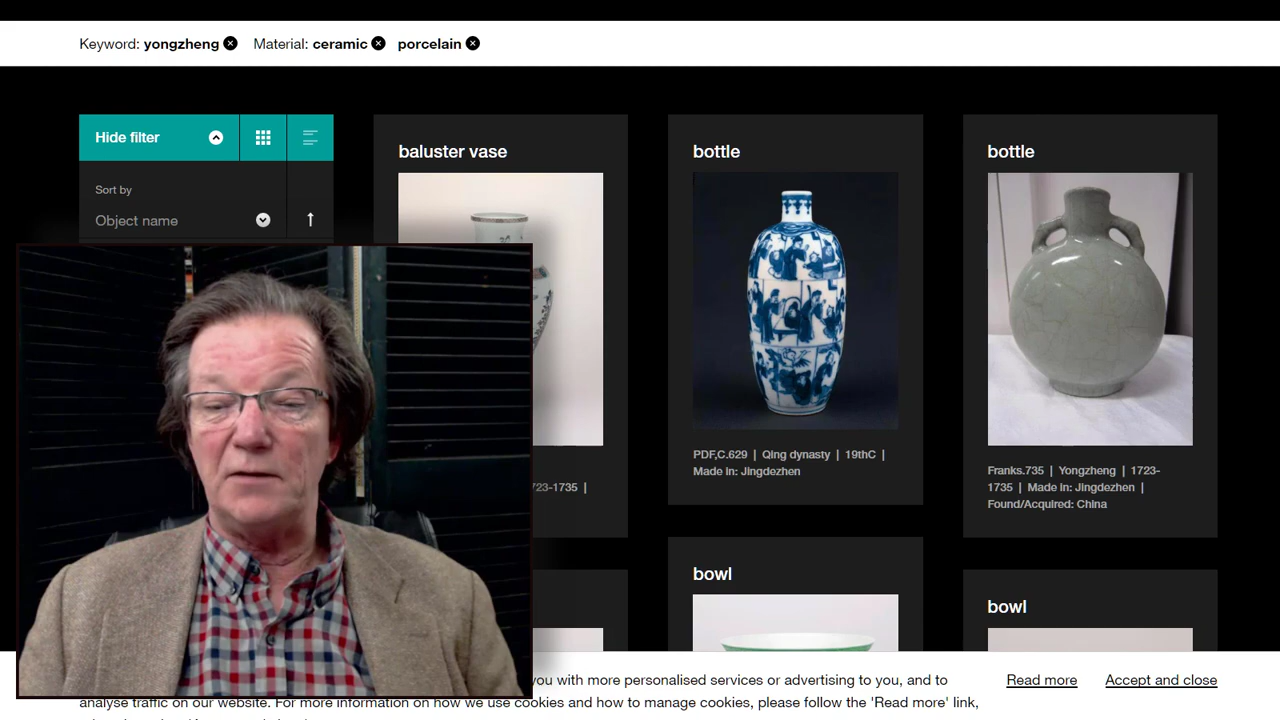 Keyword: yongzheng Material: ceramic porcelain
Hide filter
Sort by
Object name
baluster vase
723-1735 |
bottle
PDF,C.629 | Qing dynasty | 19thC |
Made in: Jingdezhen
bottle
Franks.735 | Yongzheng | 1723-
1735 | Made in: Jingdezhen |
Found/Acquired: China
bowl
bowl
you with more personalised services or advertising to you, and to
analyse traffic on our website. For more information on how we use cookies and how to manage cookies, please follow the 'Read more' link,
Read more
Accept and close